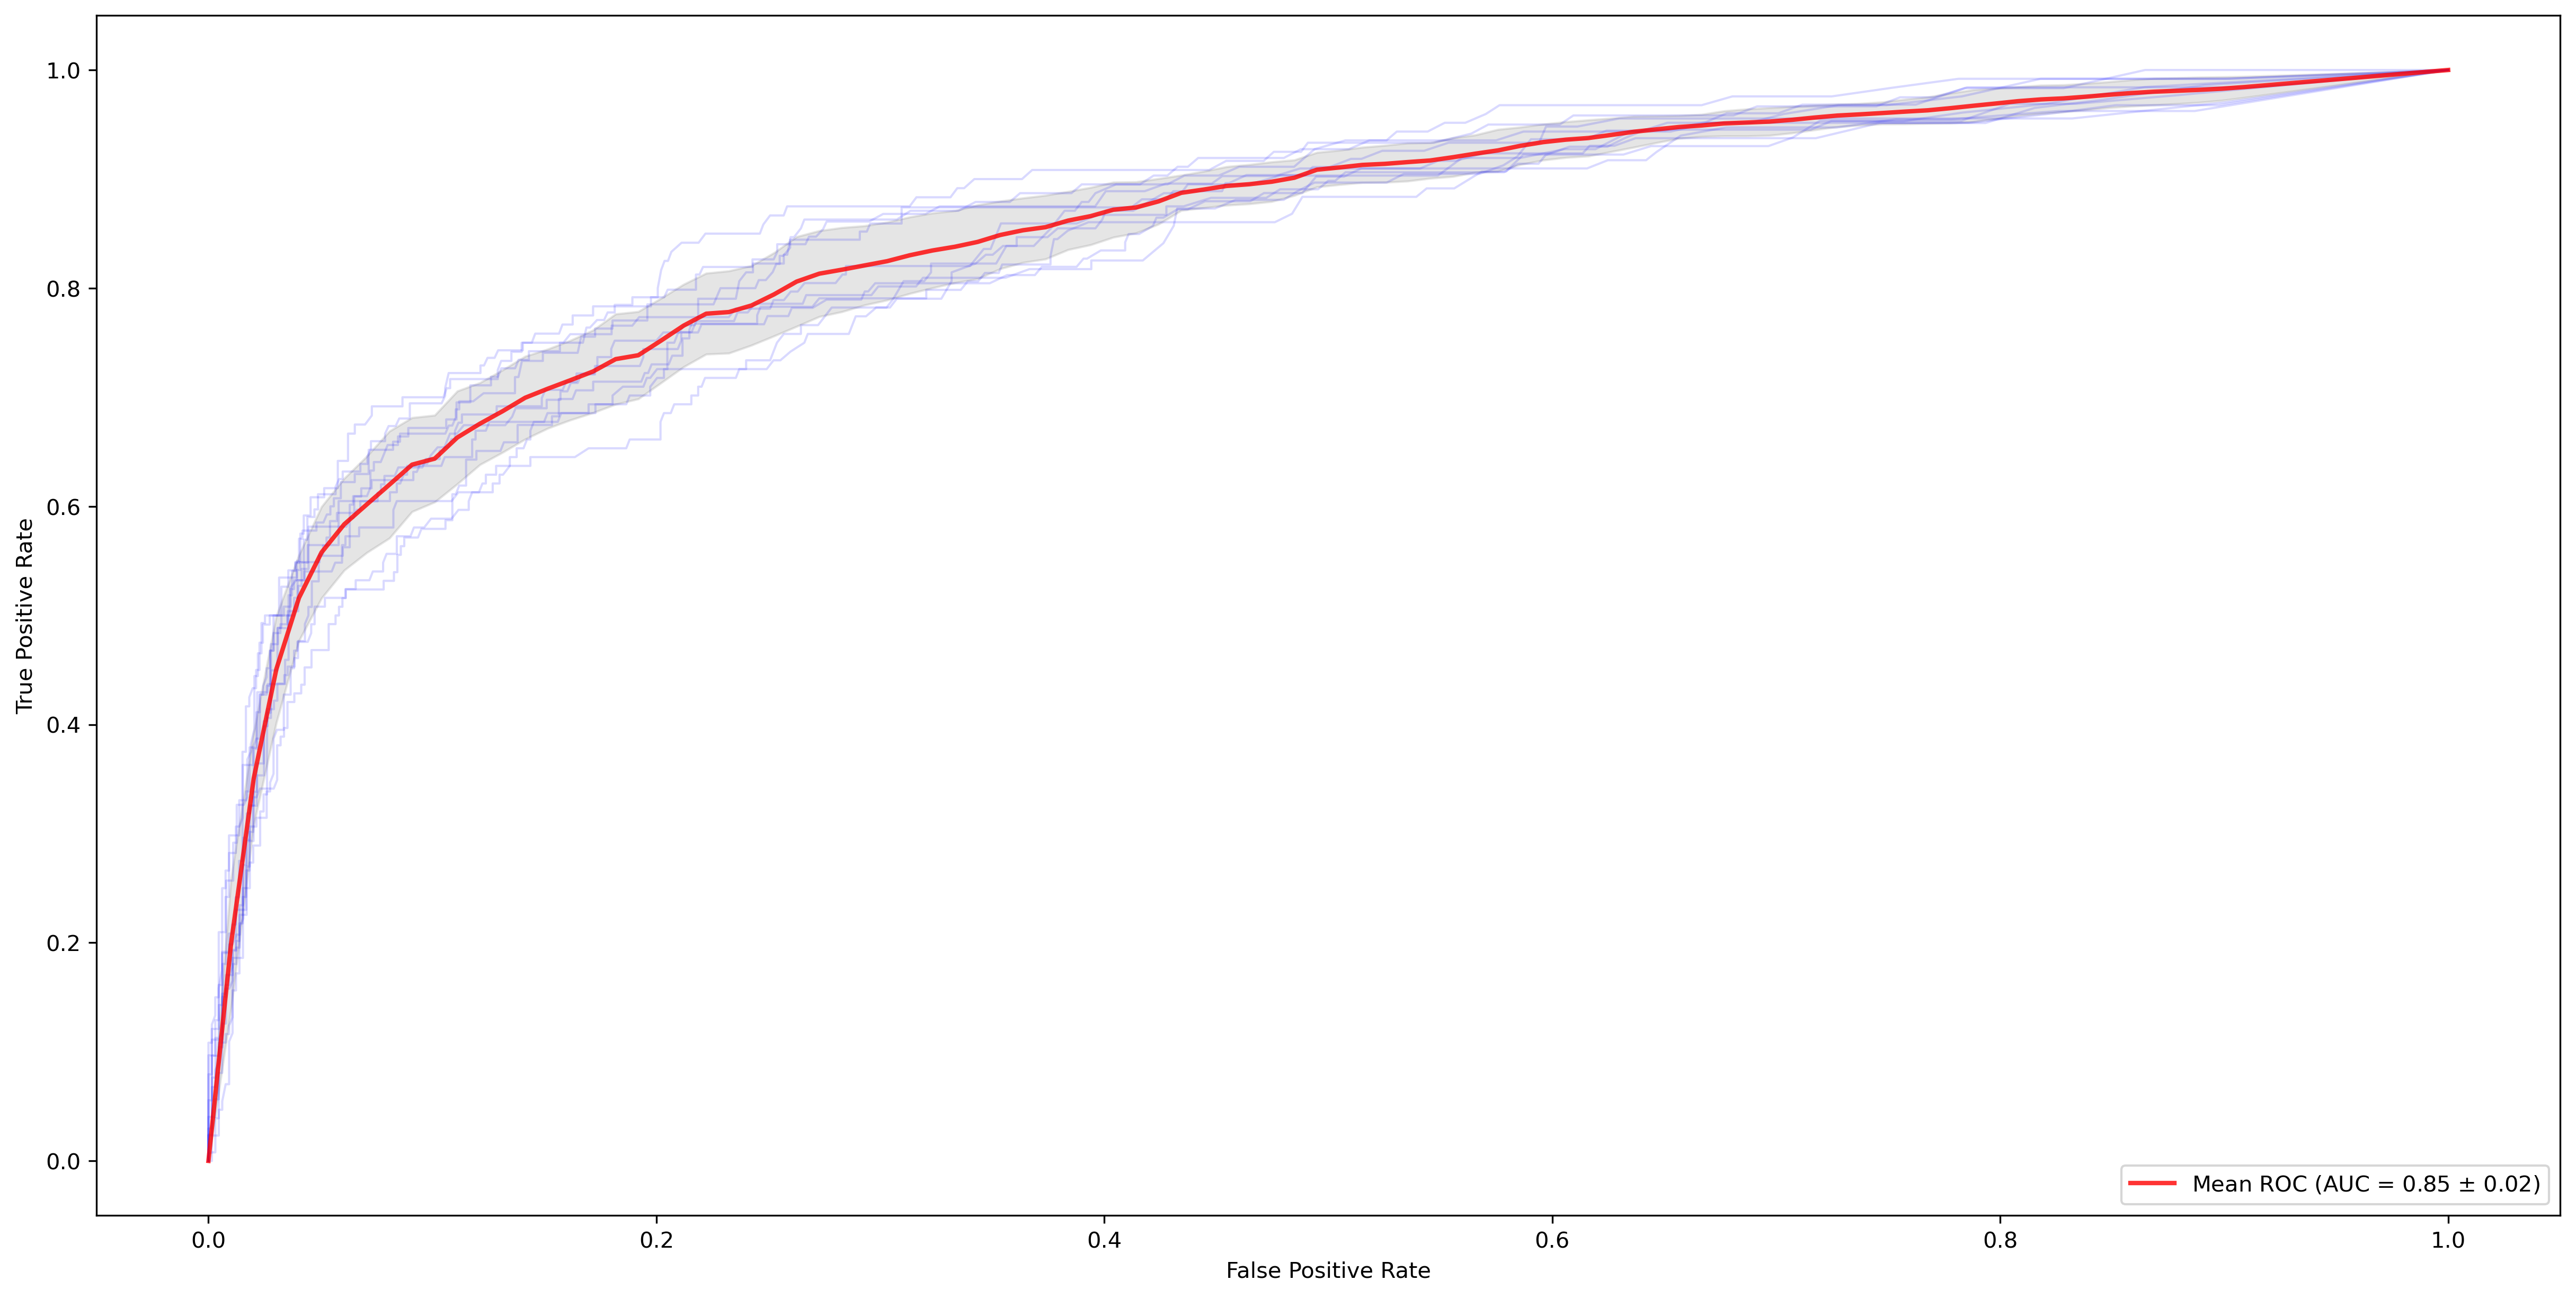 1.0
0.8
0.6
0.4
0.2
0.0
True Positive Rate
Mean ROC (AUC = 0.85 ± 0.02)
0.0 0.2 0.4 0.6 0.8 1.0
False Positive Rate